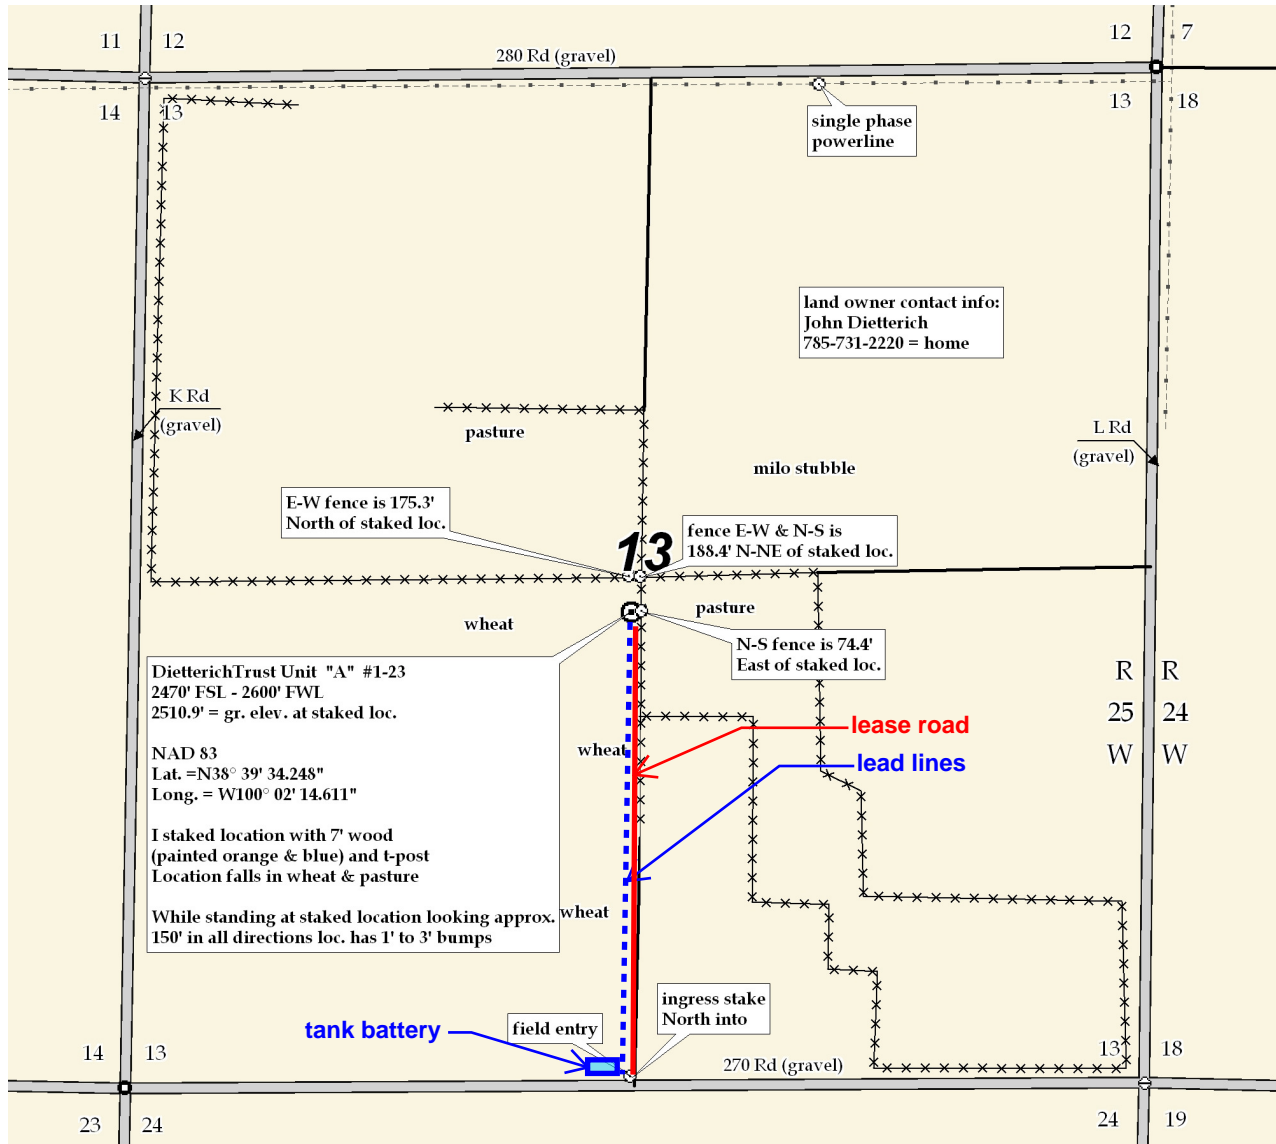 11
12
12
7
280 Rd (gravel)
14
13
13
18
single phase
powerline
land owner contact info:
John Dietterich
785-731-2220 = home
K Rd
(gravel)
pasture
L Rd
(gravel)
milo stubble
E-W fence is 175.3'
North of staked loc.
fence E-W & N-S is
188.4' N-NE of staked loc.
13
wheat
pasture
N-S fence is 74.4'
East of staked loc.
DietterichTrust Unit "A" #1-23
2470' FSL - 2600' FWL
2510.9' = gr. elev. at staked loc.
NAD 83
Lat. =N38° 39' 34.248"
Long. = W100° 02' 14.611"
I staked location with 7' wood
(painted orange & blue) and t-post
Location falls in wheat & pasture
While standing at staked location looking approx.
150' in all directions loc. has 1' to 3' bumps
R
R
25
24
W
W
lease road
wheat
lead lines
wheat
ingress stake
North into
tank battery
field entry
14
13
270 Rd (gravel)
13
18
23
24
24
19